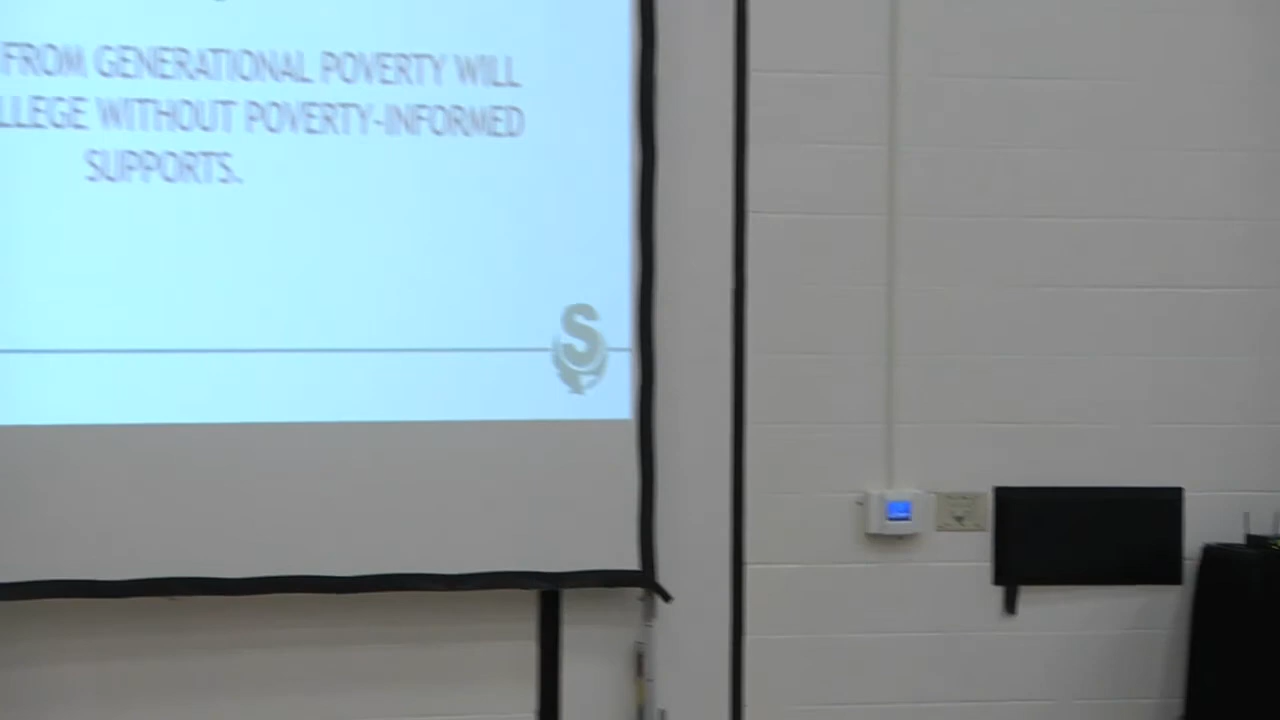 FROM GENERATIONAL POVERTY WILL
LLEGE WITHOUT POVERTY-INFORMED
SUPPORTS.
S